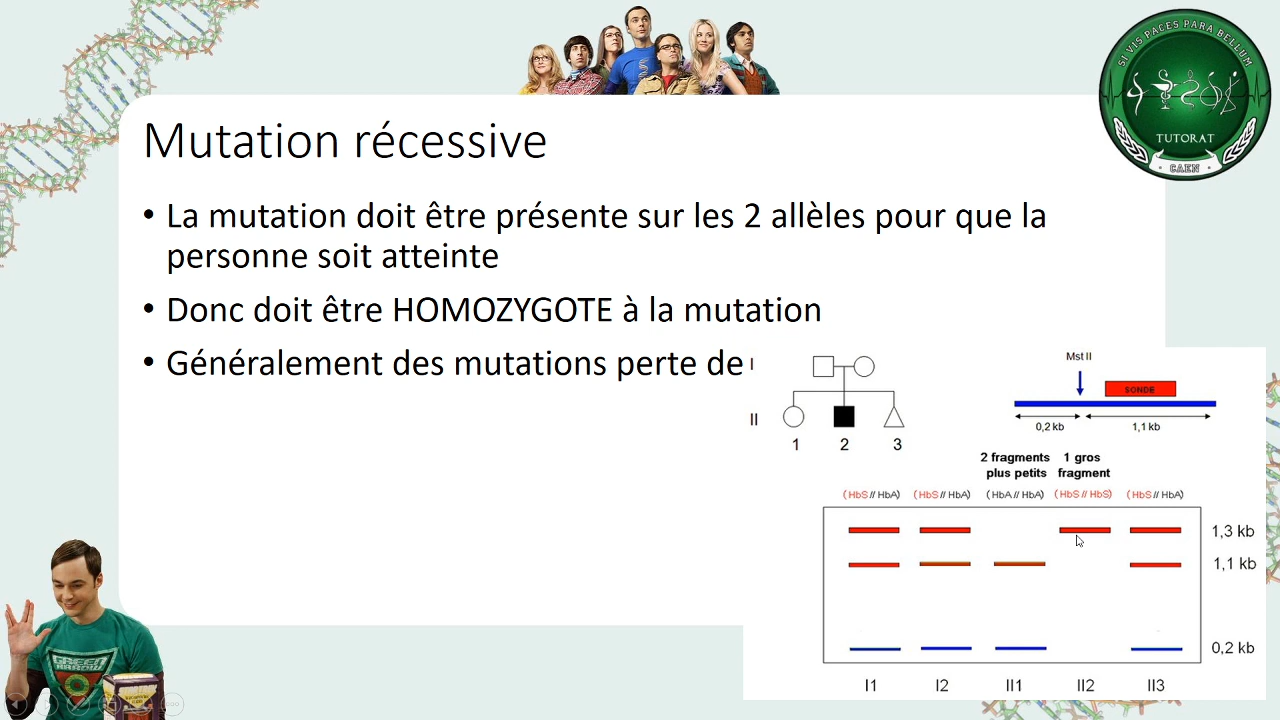 SI VIS PACES PARA BELLUM
TUTORAT
CAEN
Mutation récessive
• La mutation doit être présente sur les 2 allèles pour que la
personne soit atteinte
• Donc doit être HOMOZYGOTE à la mutation
• Généralement des mutations perte de
I
II
1 2 3
Mst II
SONDE
0,2 kb 1,1 kb
2 fragments 1 gros
plus petits fragment
(HbS // HbA) (HbS // HbA) (HbA // HbA) (HbS // HbS) (HbS // HbA)
1,3 kb
1,1 kb
0,2 kb
I1 I2 II1 II2 II3
GREEN
ARROW